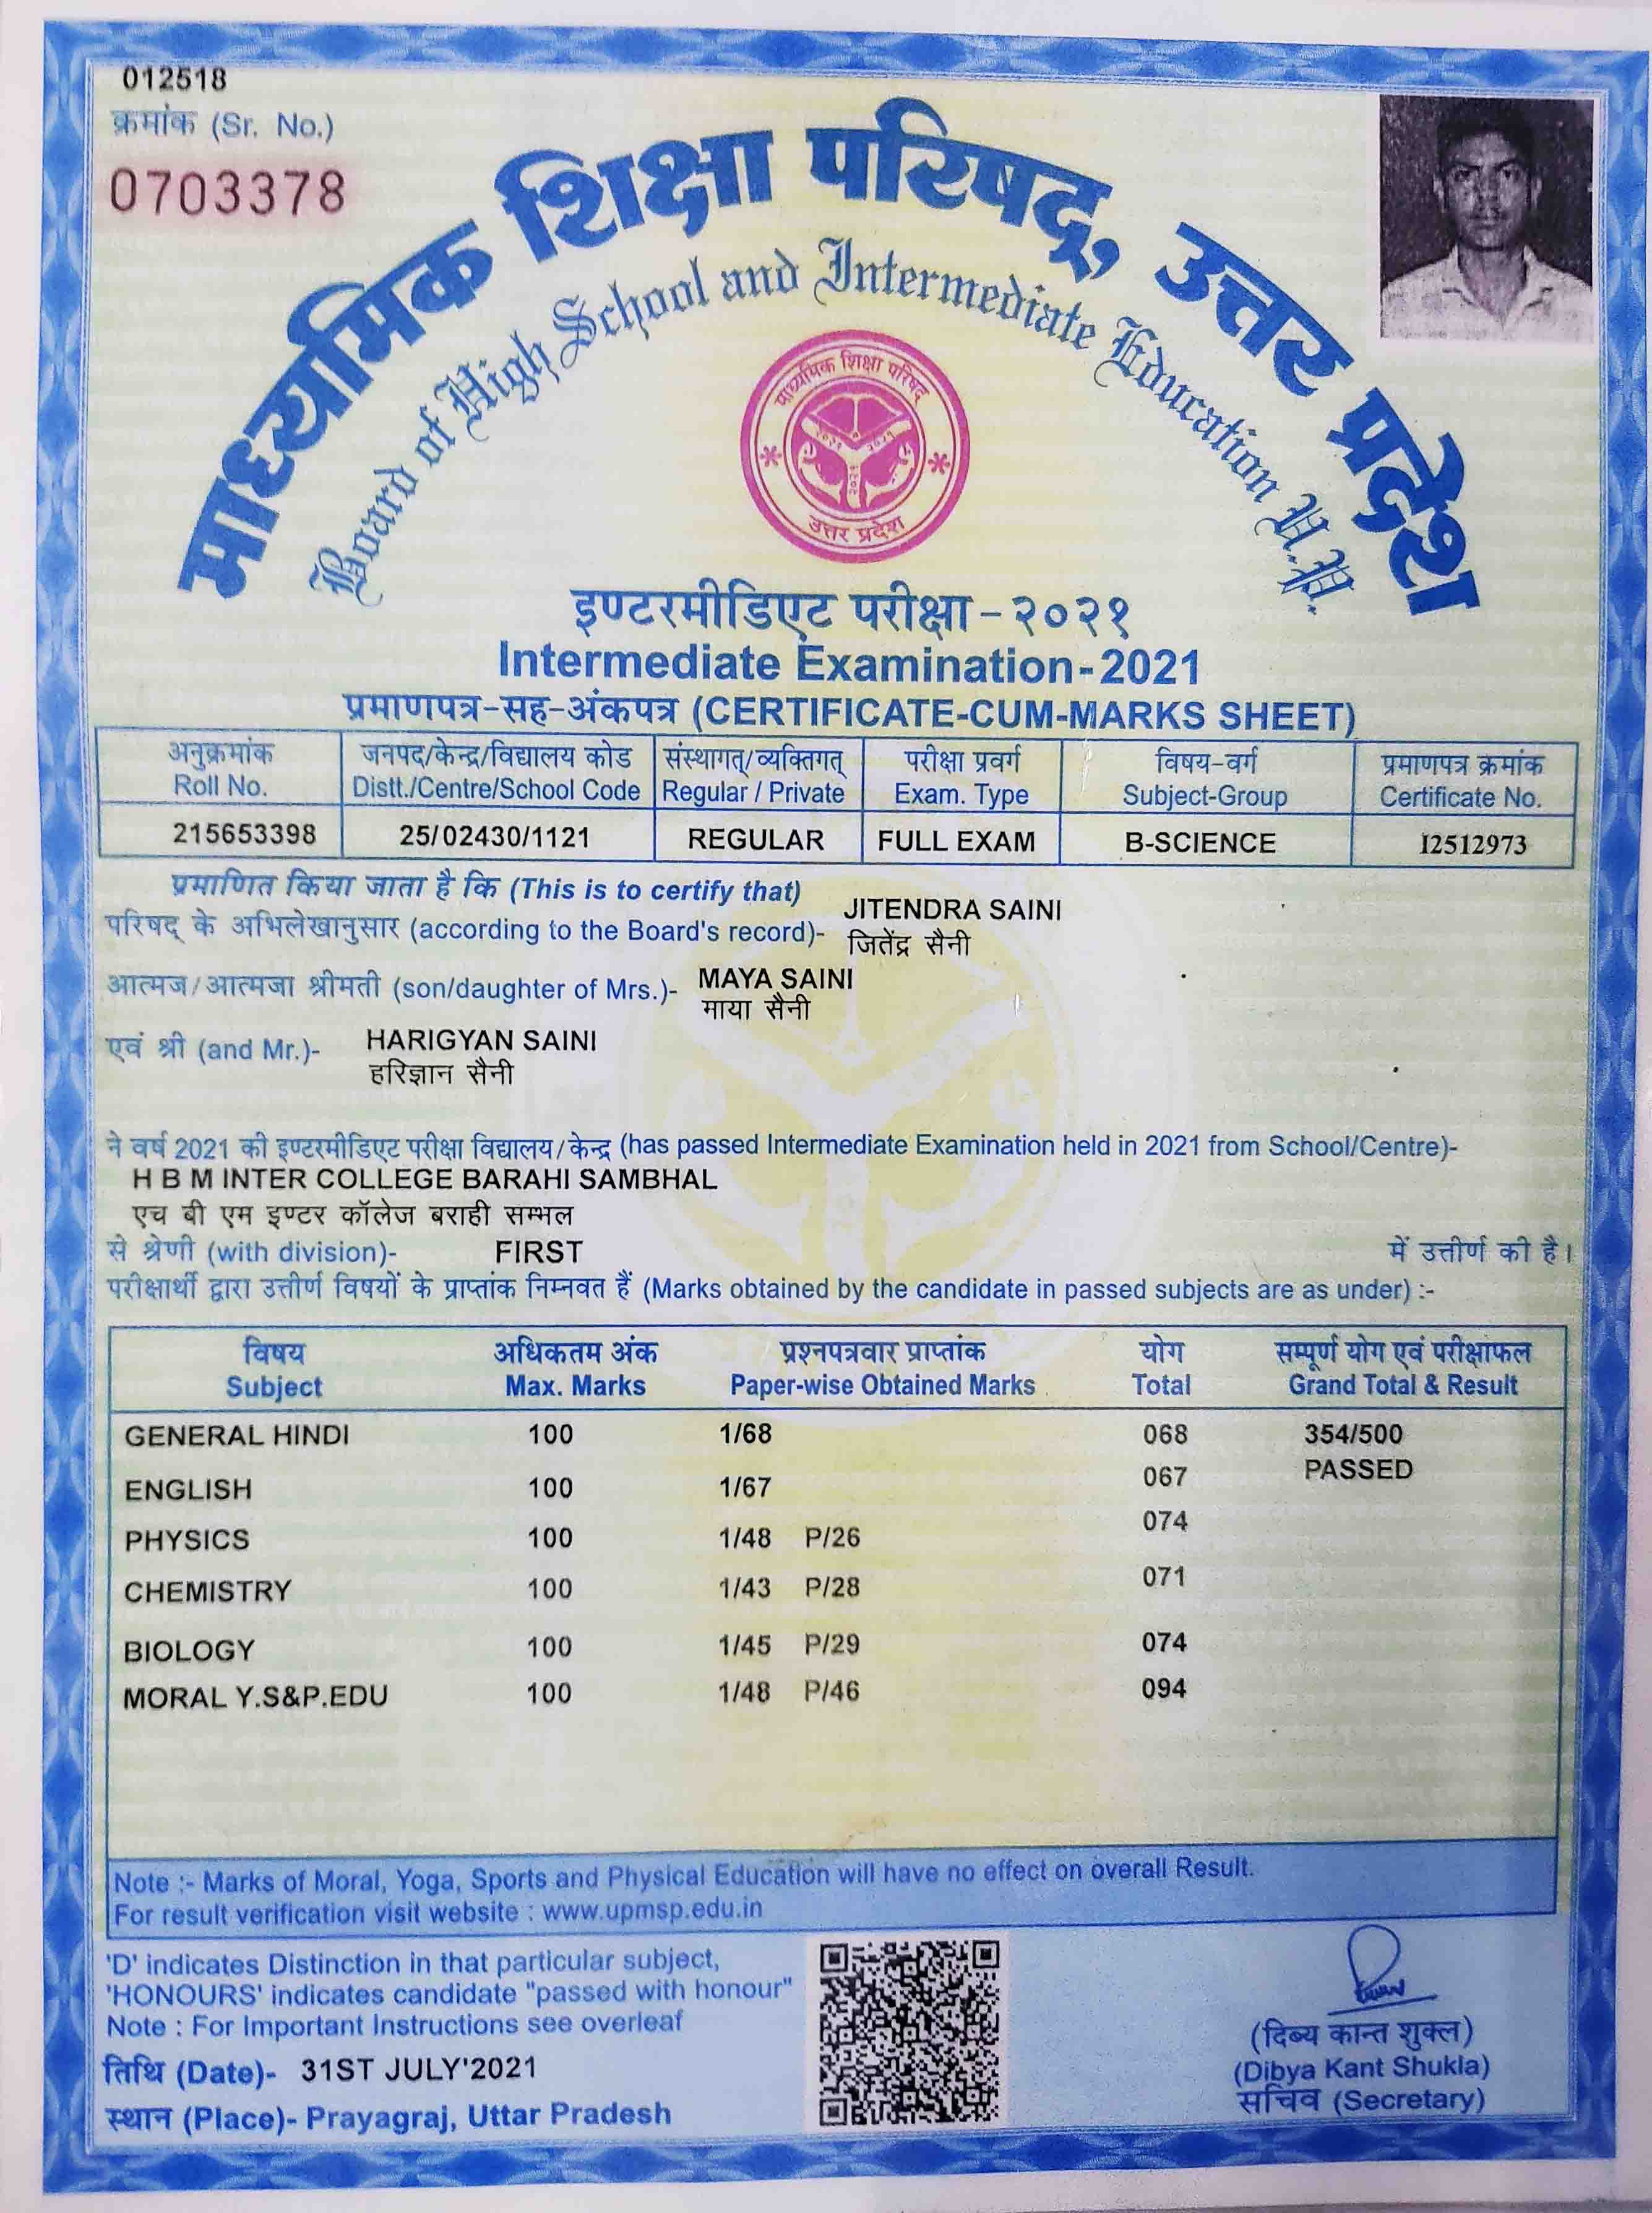 012518
क्रमांक (Sr. No.)
0703378
माध्यमिक शिक्षा परिषद्, उत्तर प्रदेश
Board of High School and Intermediate Education U.P.
माध्यमिक शिक्षा परिषद्
उत्तर प्रदेश
इण्टरमीडिएट परीक्षा - २०२१
Intermediate Examination - 2021
प्रमाणपत्र-सह-अंकपत्र (CERTIFICATE-CUM-MARKS SHEET)
अनुक्रमांक जनपद/केन्द्र/विद्यालय कोड संस्थागत्/व्यक्तिगत् परीक्षा प्रवर्ग विषय-वर्ग प्रमाणपत्र क्रमांक
Roll No. Distt./Centre/School Code Regular / Private Exam. Type Subject-Group Certificate No.
215653398 25/02430/1121 REGULAR FULL EXAM B-SCIENCE I2512973
प्रमाणित किया जाता है कि (This is to certify that)
परिषद् के अभिलेखानुसार (according to the Board's record)- JITENDRA SAINI
जितेंद्र सैनी
आत्मज/आत्मजा श्रीमती (son/daughter of Mrs.)- MAYA SAINI
माया सैनी
एवं श्री (and Mr.)- HARIGYAN SAINI
हरिज्ञान सैनी
ने वर्ष 2021 की इण्टरमीडिएट परीक्षा विद्यालय/केन्द्र (has passed Intermediate Examination held in 2021 from School/Centre)-
H B M INTER COLLEGE BARAHI SAMBHAL
एच बी एम इण्टर कॉलेज बराही सम्भल
से श्रेणी (with division)- FIRST में उत्तीर्ण की है।
परीक्षार्थी द्वारा उत्तीर्ण विषयों के प्राप्तांक निम्नवत हैं (Marks obtained by the candidate in passed subjects are as under) :-
विषय अधिकतम अंक प्रश्नपत्रवार प्राप्तांक योग सम्पूर्ण योग एवं परीक्षाफल
Subject Max. Marks Paper-wise Obtained Marks Total Grand Total & Result
GENERAL HINDI 100 1/68 068 354/500
PASSED
ENGLISH 100 1/67 067
PHYSICS 100 1/48 P/26 074
CHEMISTRY 100 1/43 P/28 071
BIOLOGY 100 1/45 P/29 074
MORAL Y.S&P.EDU 100 1/48 P/46 094
Note :- Marks of Moral, Yoga, Sports and Physical Education will have no effect on overall Result.
For result verification visit website : www.upmsp.edu.in
'D' indicates Distinction in that particular subject,
'HONOURS' indicates candidate "passed with honour"
Note : For Important Instructions see overleaf
तिथि (Date)- 31ST JULY'2021
स्थान (Place)- Prayagraj, Uttar Pradesh
(दिब्य कान्त शुक्ल)
(Dibya Kant Shukla)
सचिव (Secretary)